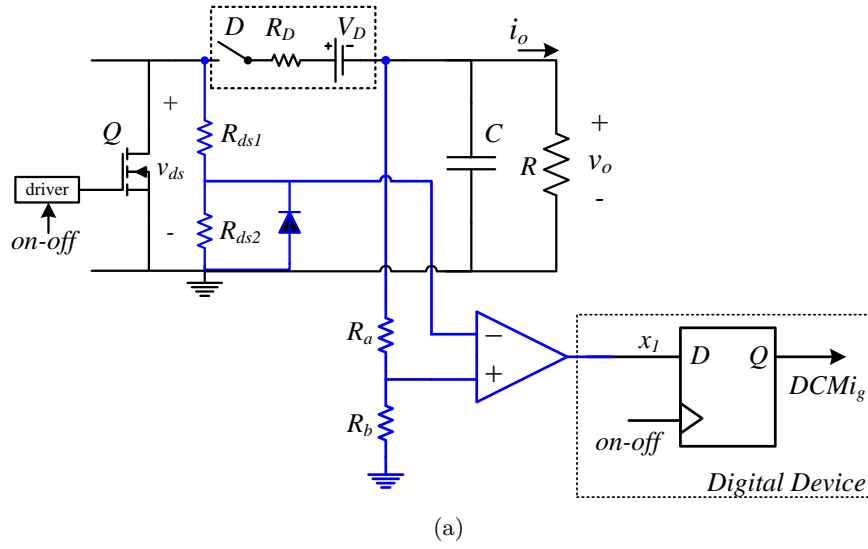 D R_D V_D
+ -
i_o
+
Q
R_ds1
v_ds
C
R
+
v_o
-
driver
on-off
-
R_ds2
R_a
−
+
x_1
D Q
DCMi_g
R_b
on-off
Digital Device
(a)